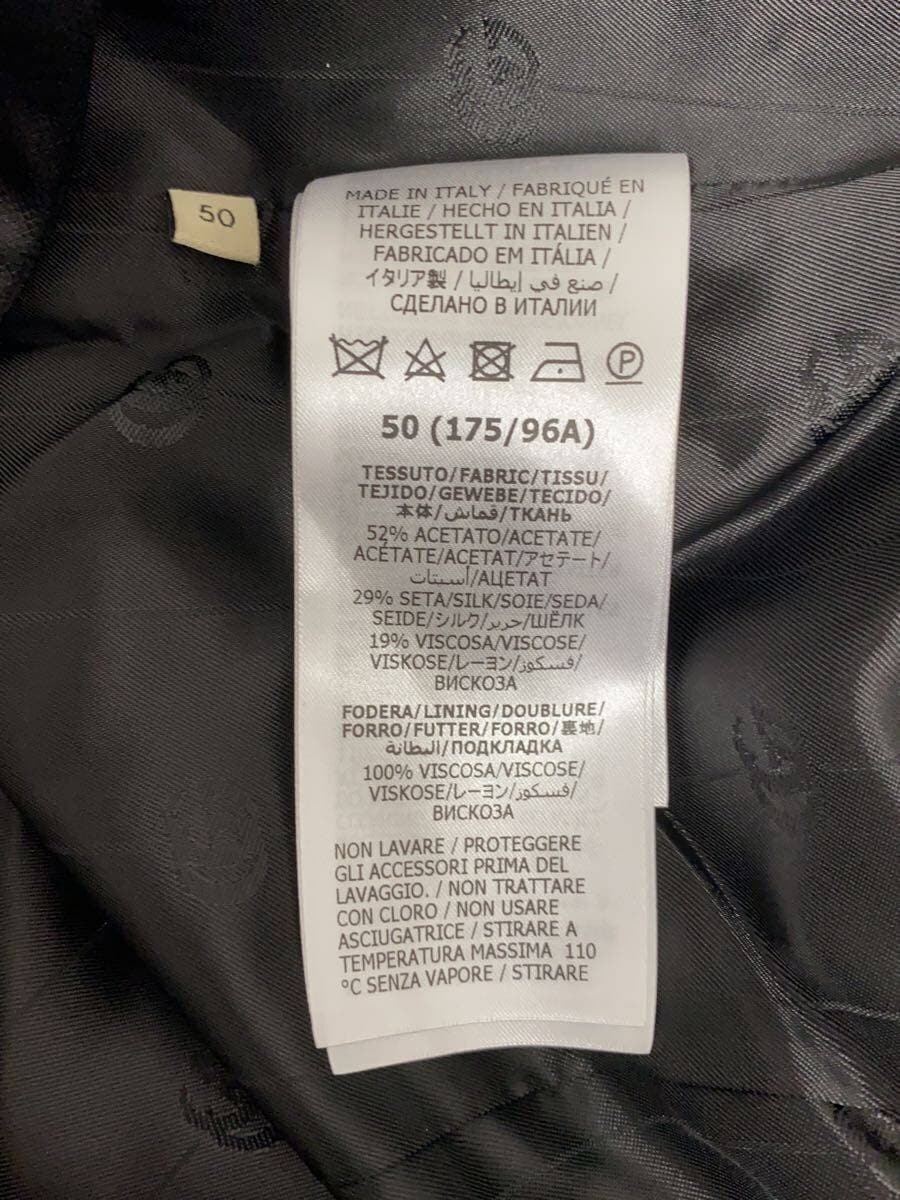 50
MADE IN ITALY / FABRIQUÉ EN
ITALIE / HECHO EN ITALIA /
HERGESTELLT IN ITALIEN /
FABRICADO EM ITÁLIA /
イタリア製 / صنع في إيطاليا /
СДЕЛАНО В ИТАЛИИ
P
50 (175/96A)
TESSUTO/FABRIC/TISSU/
TEJIDO/GEWEBE/TECIDO/
本体/قماش/ТКАНЬ
52% ACETATO/ACETATE/
ACÉTATE/ACETAT/アセテート/
أسيتات/АЦЕТАТ
29% SETA/SILK/SOIE/SEDA/
SEIDE/シルク/حرير/ШЁЛК
19% VISCOSA/VISCOSE/
VISKOSE/レーヨン/فسكوز/
ВИСКОЗА
FODERA/LINING/DOUBLURE/
FORRO/FUTTER/FORRO/裏地/
البطانة/ПОДКЛАДКА
100% VISCOSA/VISCOSE/
VISKOSE/レーヨン/فسكوز/
ВИСКОЗА
NON LAVARE / PROTEGGERE
GLI ACCESSORI PRIMA DEL
LAVAGGIO. / NON TRATTARE
CON CLORO / NON USARE
ASCIUGATRICE / STIRARE A
TEMPERATURA MASSIMA 110
°C SENZA VAPORE / STIRARE